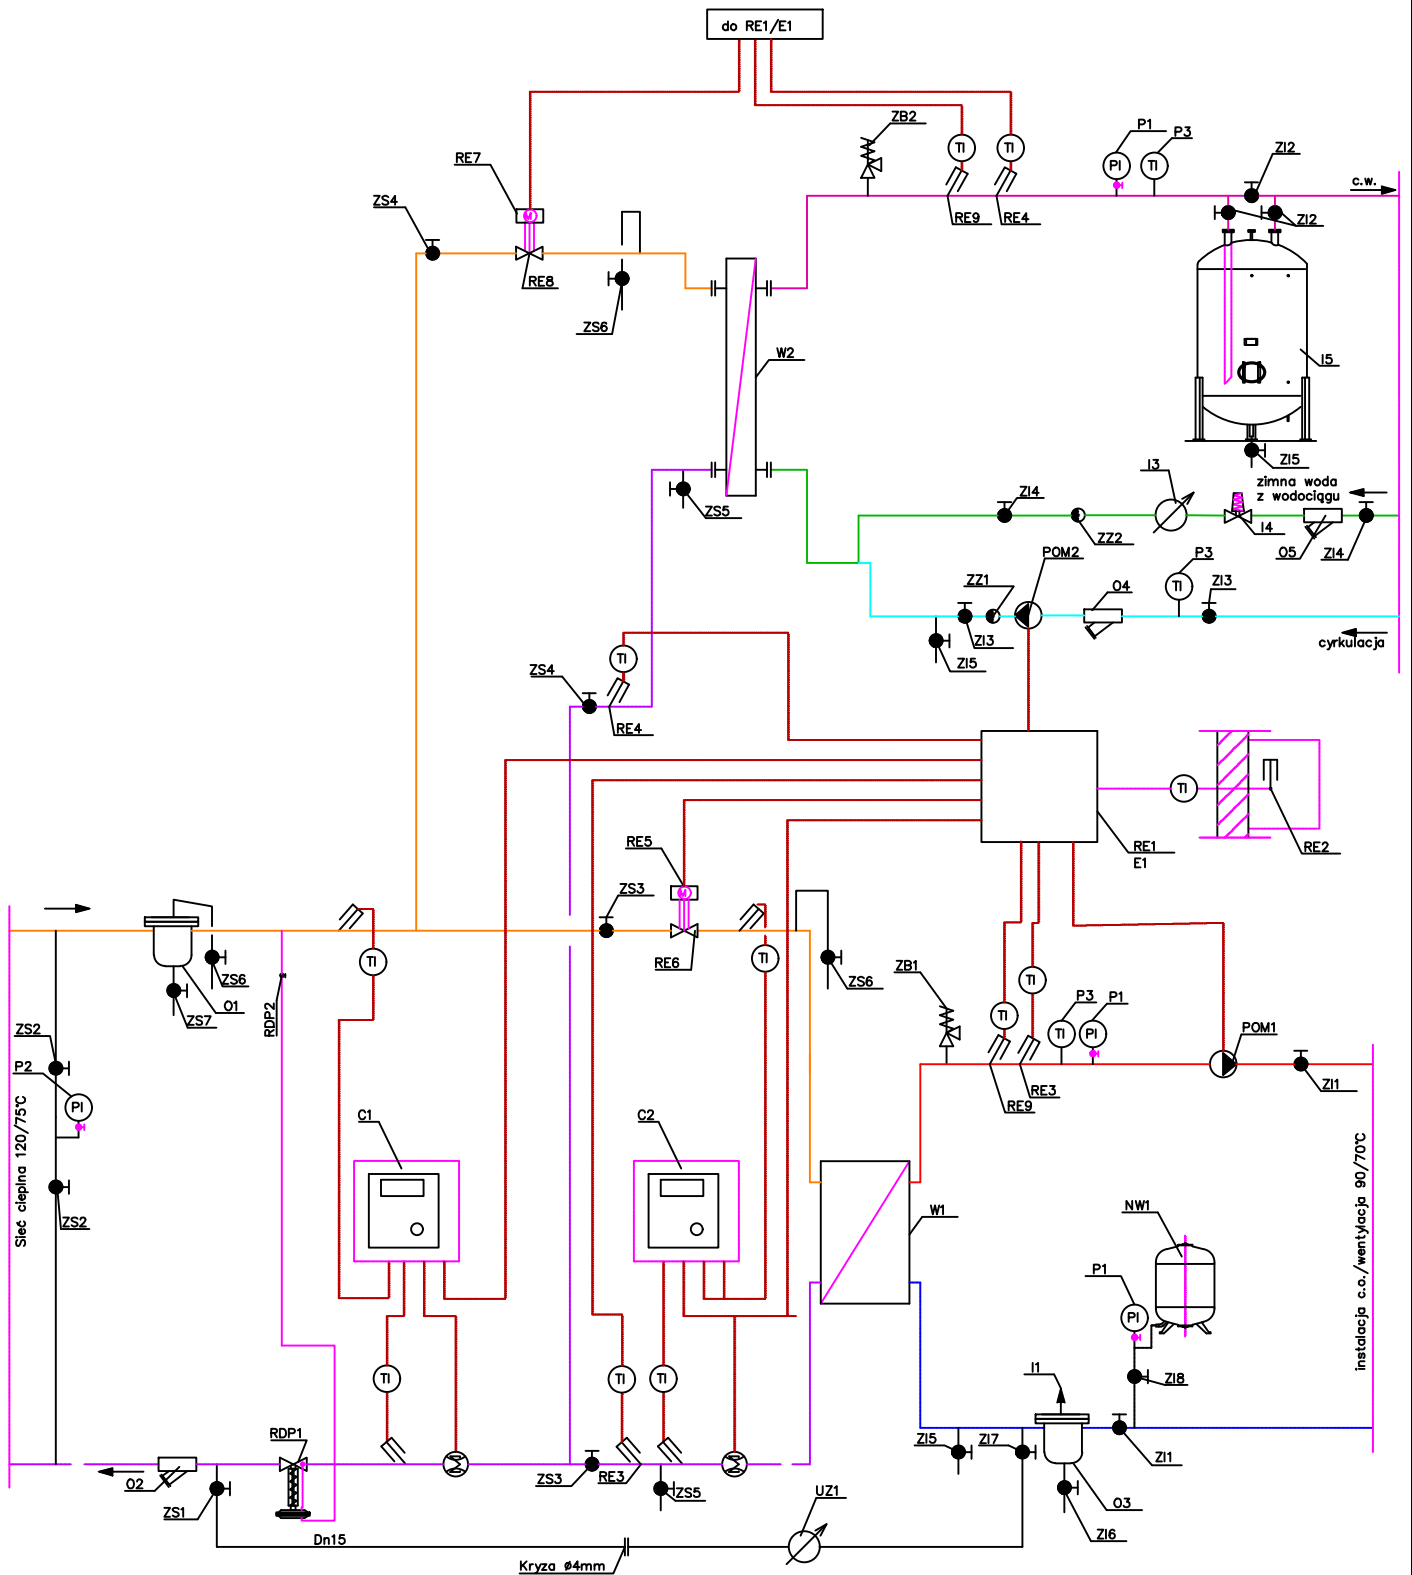 do RE1/E1
ZB2
P1
P3
ZI2
RE7
TI
TI
PI
TI
c.w.
ZS4
M
RE9
RE4
ZI2
RE8
ZS6
W2
I5
ZI5
I3
zimna woda
z wodociągu
ZI4
ZS5
ZZ2
I4
O5
ZI4
POM2
P3
ZZ1
O4
TI
ZI3
ZI3
cyrkulacja
TI
ZI5
ZS4
RE4
TI
RE5
RE1
E1
RE2
M
ZS3
TI
RE6
TI
ZS6
ZB1
ZS6
O1
ZS7
RDP2
TI
P3
P1
TI
TI
PI
POM1
ZS2
P2
PI
ZI1
RE3
RE9
C1
C2
Sieć cieplna 120/75°C
ZS2
W1
NW1
P1
PI
instalacja c.o./wentylacja 90/70°C
TI
TI
TI
I1
ZI8
RDP1
ZI5
ZI7
ZI1
O2
ZS3
RE3
ZS5
ZS1
UZ1
O3
ZI6
Dn15
Kryza Ø4mm